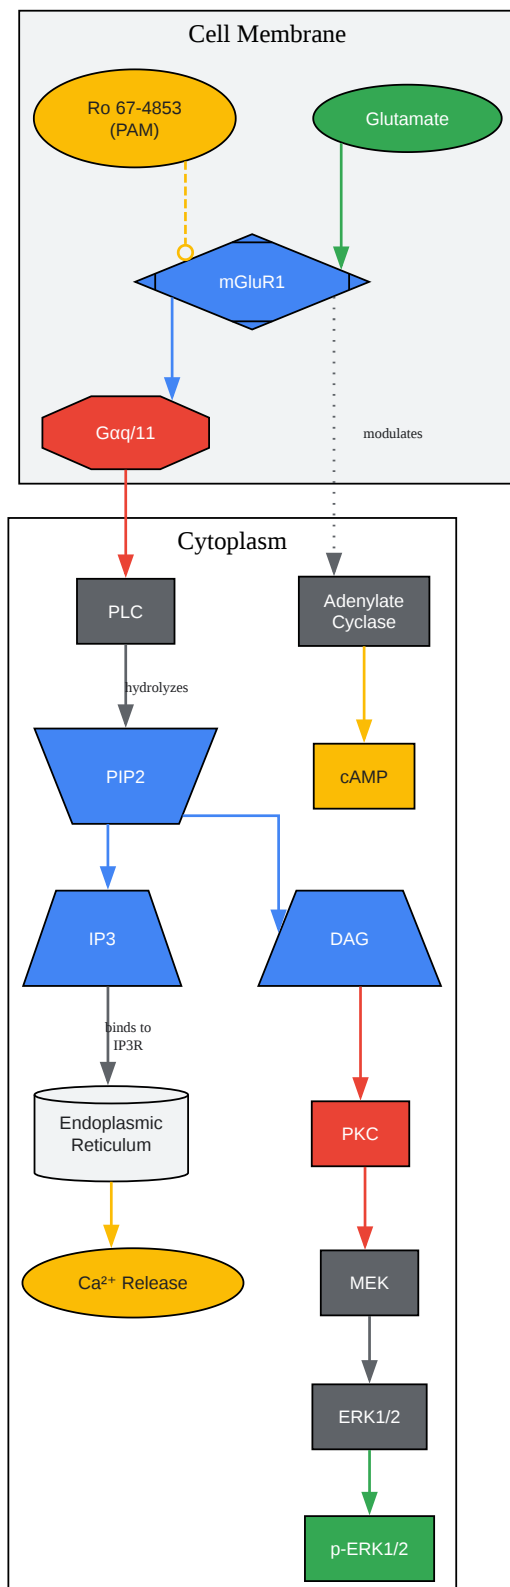 Cell Membrane
Ro 67-4853
(PAM)
Glutamate
mGluR1
Gαq/11
modulates
Cytoplasm
PLC
Adenylate
Cyclase
hydrolyzes
PIP2
cAMP
IP3
DAG
binds to
IP3R
Endoplasmic
Reticulum
PKC
Ca²⁺ Release
MEK
ERK1/2
p-ERK1/2